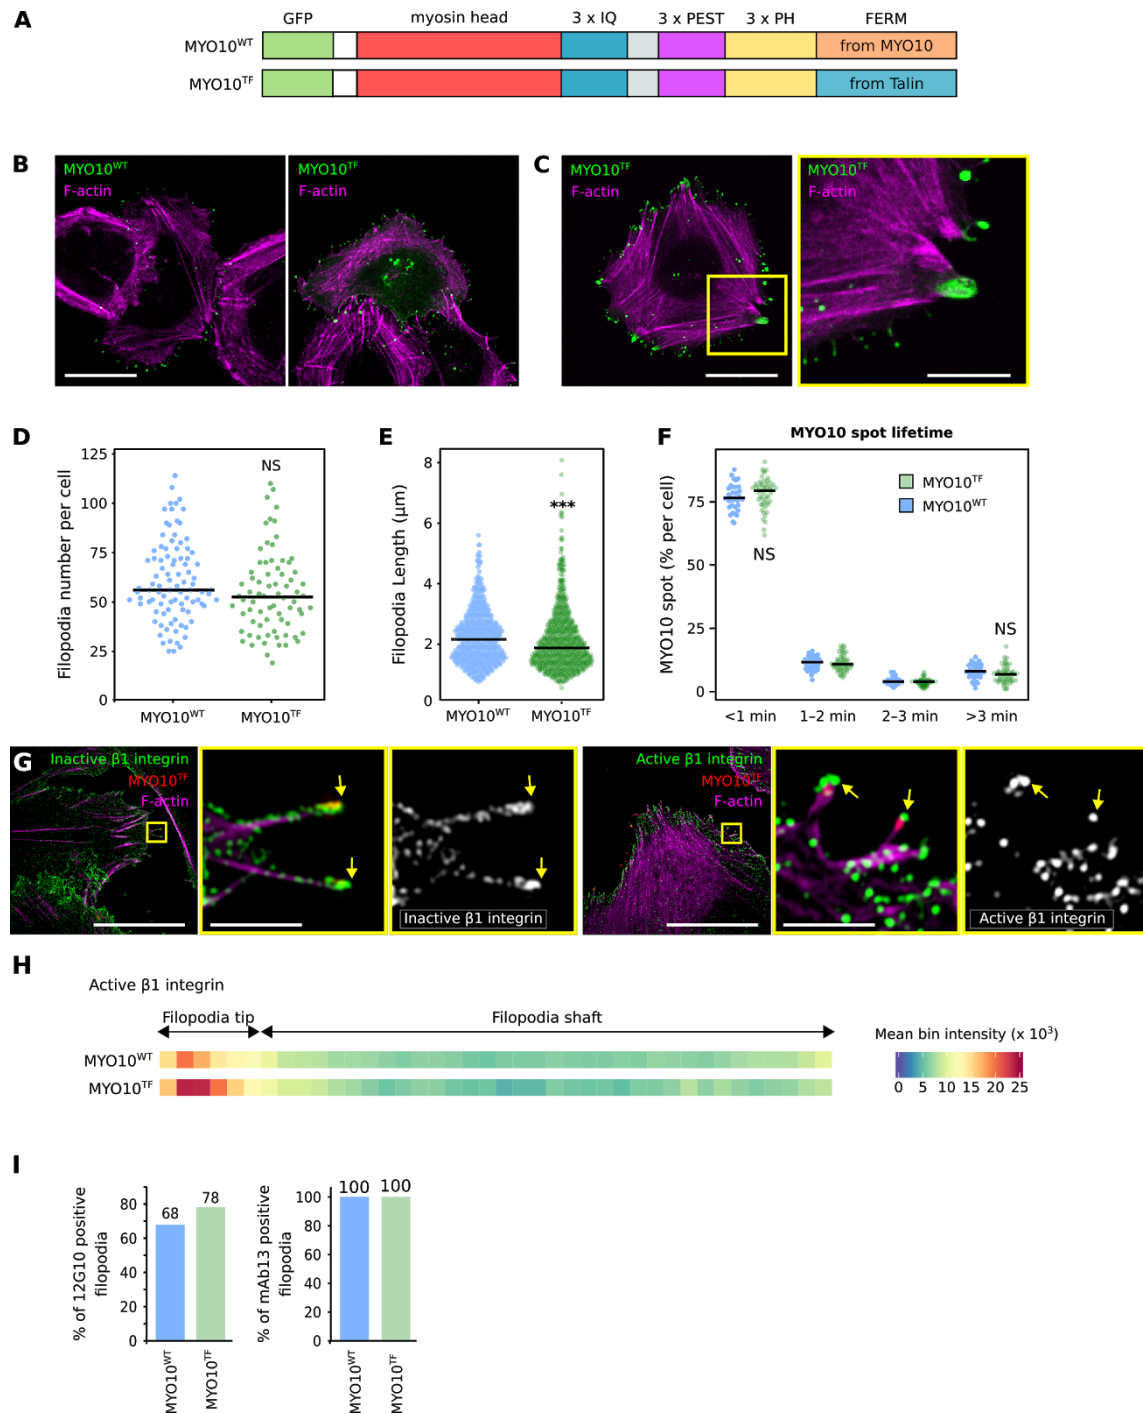 A
GFP myosin head 3 x IQ 3 x PEST 3 x PH FERM
MYO10WT from MYO10
MYO10TF from Talin
B
MYO10WT
F-actin
MYO10TF
F-actin
C
MYO10TF
F-actin
MYO10TF
F-actin
D
Filopodia number per cell
125
100
75
50
25
0
NS
MYO10WT MYO10TF
E
Filopodia Length (μm)
8
6
4
2
0
***
MYO10WT MYO10TF
F
MYO10 spot lifetime
MYO10 spot (% per cell)
75
50
25
0
MYO10TF
MYO10WT
NS
NS
<1 min 1–2 min 2–3 min >3 min
G
Inactive β1 integrin
MYO10TF
F-actin
Inactive β1 integrin
Active β1 integrin
MYO10TF
F-actin
Active β1 integrin
H
Active β1 integrin
Filopodia tip Filopodia shaft
MYO10WT
MYO10TF
Mean bin intensity (x 10³)
0 5 10 15 20 25
I
% of 12G10 positive
filopodia
80
60
40
20
0
68 78
MYO10WT MYO10TF
% of mAb13 positive
filopodia
100
80
60
40
20
0
100 100
MYO10WT MYO10TF